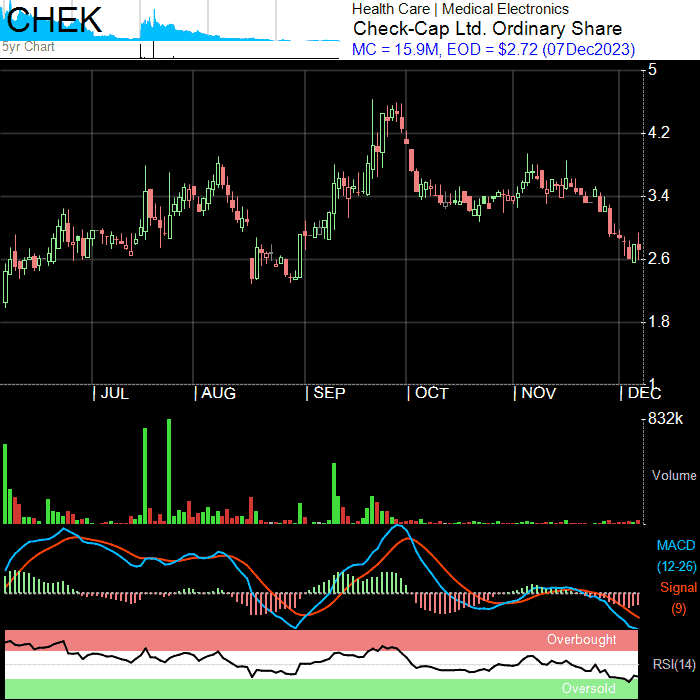 CHEK
5yr Chart
Health Care | Medical Electronics
Check-Cap Ltd. Ordinary Share
MC = 15.9M, EOD = $2.72 (07Dec2023)
5
4.2
3.4
2.6
1.8
1
| JUL | AUG | SEP | OCT | NOV | DEC
832k
Volume
MACD
(12-26)
Signal
(9)
Overbought
RSI(14)
Oversold